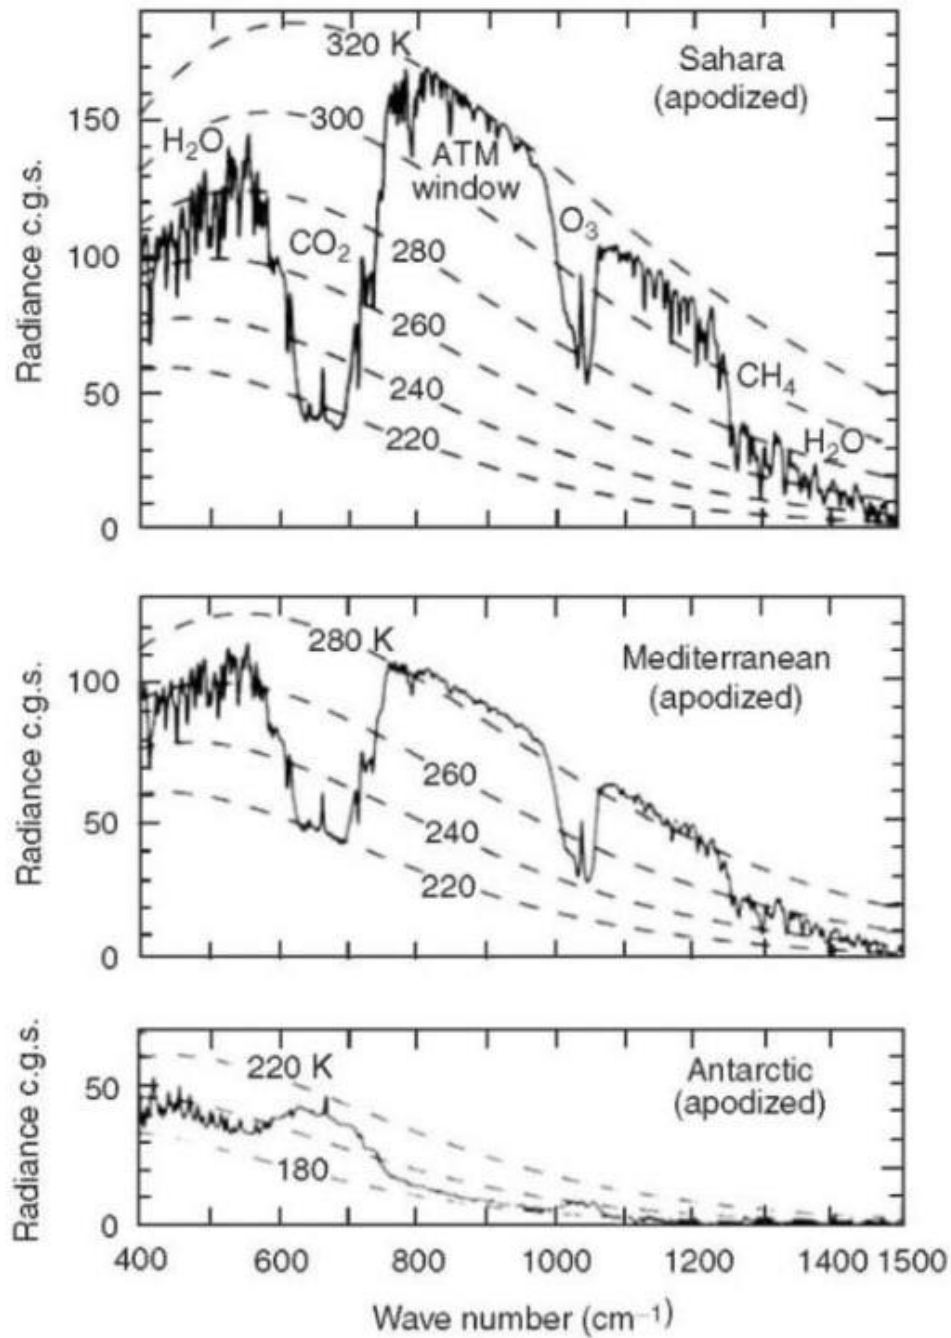 320 K
Sahara
(apodized)
150
300
H₂O
ATM
window
O₃
CO₂
280
100
260
240
CH₄
50
220
H₂O
0
Radiance c.g.s.
280 K
Mediterranean
(apodized)
100
260
240
50
220
0
Radiance c.g.s.
220 K
Antarctic
(apodized)
50
180
0
Radiance c.g.s.
400 600 800 1000 1200 1400 1500
Wave number (cm⁻¹)